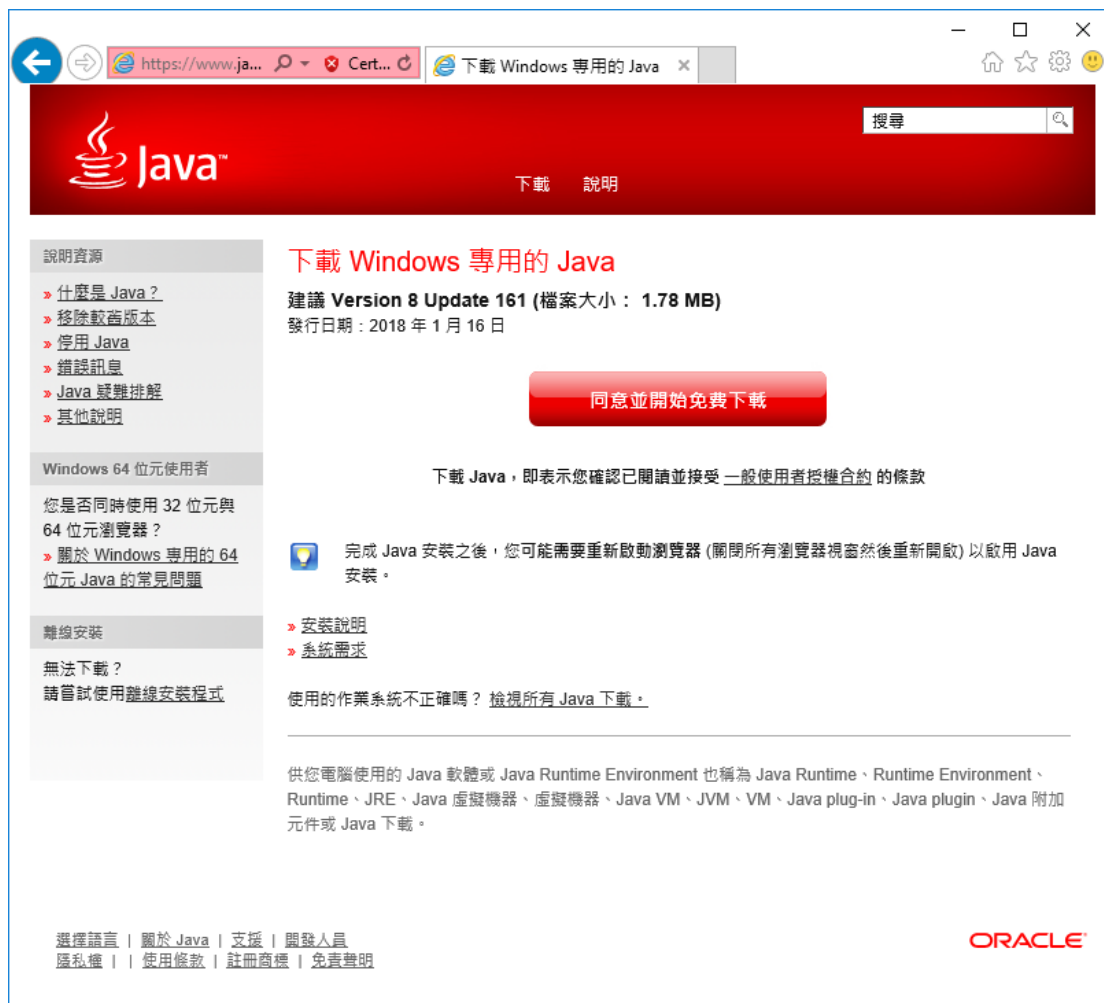 https://www.ja... Cert... 下載 Windows 專用的 Java
搜尋
Java™
下載 說明
說明資源
» 什麼是 Java？
» 移除較舊版本
» 停用 Java
» 錯誤訊息
» Java 疑難排解
» 其他說明
Windows 64 位元使用者
您是否同時使用 32 位元與
64 位元瀏覽器？
» 關於 Windows 專用的 64
位元 Java 的常見問題
離線安裝
無法下載？
請嘗試使用離線安裝程式
下載 Windows 專用的 Java
建議 Version 8 Update 161 (檔案大小： 1.78 MB)
發行日期：2018 年 1 月 16 日
同意並開始免費下載
下載 Java，即表示您確認已閱讀並接受 一般使用者授權合約 的條款
完成 Java 安裝之後，您可能需要重新啟動瀏覽器 (關閉所有瀏覽器視窗然後重新開啟) 以啟用 Java
安裝。
» 安裝說明
» 系統需求
使用的作業系統不正確嗎？ 檢視所有 Java 下載。
供您電腦使用的 Java 軟體或 Java Runtime Environment 也稱為 Java Runtime、Runtime Environment、
Runtime、JRE、Java 虛擬機器、虛擬機器、Java VM、JVM、VM、Java plug-in、Java plugin、Java 附加
元件或 Java 下載。
選擇語言 | 關於 Java | 支援 | 開發人員
隱私權 | | 使用條款 | 註冊商標 | 免責聲明
ORACLE